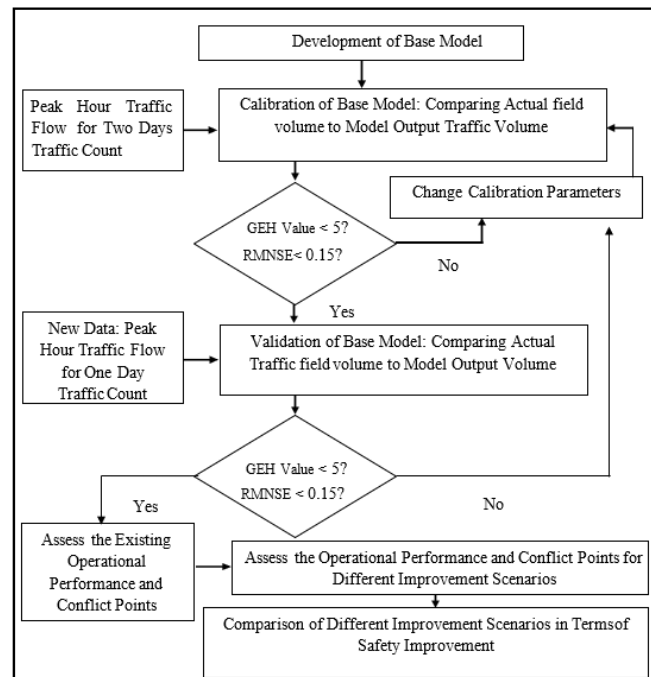 Development of Base Model
Peak Hour Traffic
Flow for Two Days
Traffic Count
Calibration of Base Model: Comparing Actual field
volume to Model Output Traffic Volume
Change Calibration Parameters
GEH Value < 5?
RMNSE< 0.15?
No
Yes
New Data: Peak
Hour Traffic Flow
for One Day
Traffic Count
Validation of Base Model: Comparing Actual
Traffic field volume to Model Output Volume
GEH Value < 5?
RMNSE < 0.15?
Yes
No
Assess the Existing
Operational
Performance and
Conflict Points
Assess the Operational Performance and Conflict Points for
Different Improvement Scenarios
Comparison of Different Improvement Scenarios in Termsof
Safety Improvement